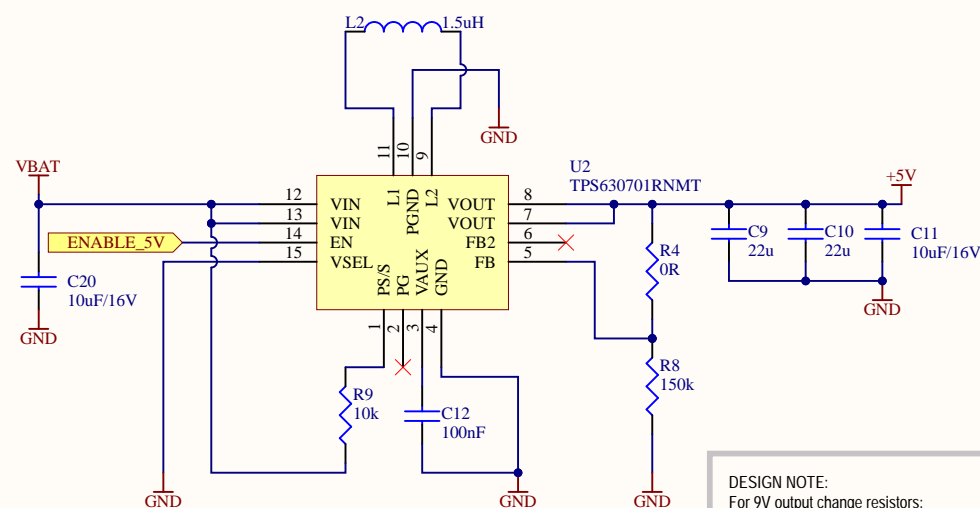 L2
1.5uH
GND
11
10
9
VBAT
U2
TPS630701RNMT
+5V
L1
PGND
L2
12
VIN
VOUT
8
13
VIN
VOUT
7
14
EN
FB2
6
15
VSEL
FB
5
ENABLE_5V
PS/S
PG
VAUX
GND
1
2
3
4
C20
10uF/16V
GND
R4
0R
C9
22u
C10
22u
C11
10uF/16V
GND
R9
10k
C12
100nF
R8
150k
GND
GND
GND
DESIGN NOTE:
For 9V output change resistors: